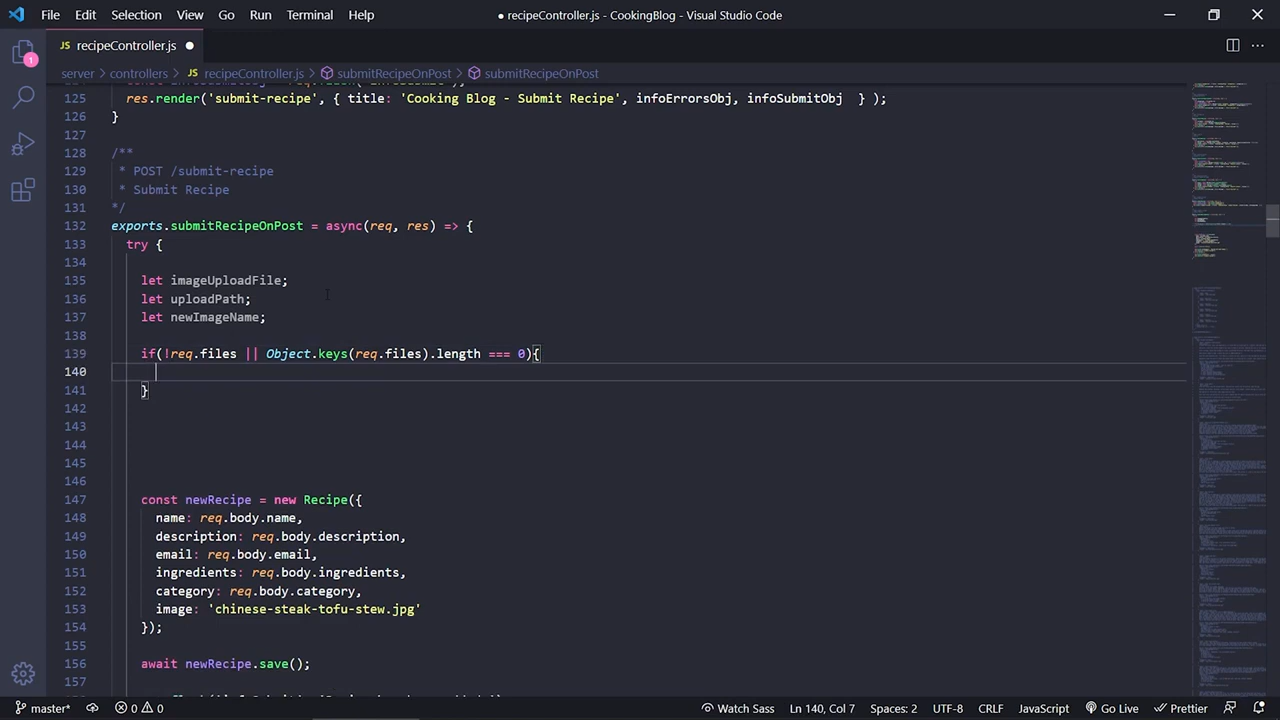 File Edit Selection View Go Run Terminal Help
● recipeController.js - CookingBlog - Visual Studio Code
JS recipeController.js ●
1
server > controllers > JS recipeController.js > submitRecipeOnPost > submitRecipeOnPost
125 res.render('submit-recipe', { title: 'Cooking Blog - Submit Recipe', infoErrorsObj, infoSubmitObj } );
126 }
127
128 /**
129 * POST /submit-recipe
130 * Submit Recipe
131 */
132 exports.submitRecipeOnPost = async(req, res) => {
133 try {
134
135 let imageUploadFile;
136 let uploadPath;
137 let newImageName;
138
139 if(!req.files || Object.keys(req.files).length === 0){
140
141 }
142
143
144
145
146
147 const newRecipe = new Recipe({
148 name: req.body.name,
149 description: req.body.description,
150 email: req.body.email,
151 ingredients: req.body.ingredients,
152 category: req.body.category,
153 image: 'chinese-steak-tofu-stew.jpg'
154 });
155
156 await newRecipe.save();
157
master* 0 0 Watch Sass Ln 140, Col 7 Spaces: 2 UTF-8 CRLF JavaScript Go Live Prettier